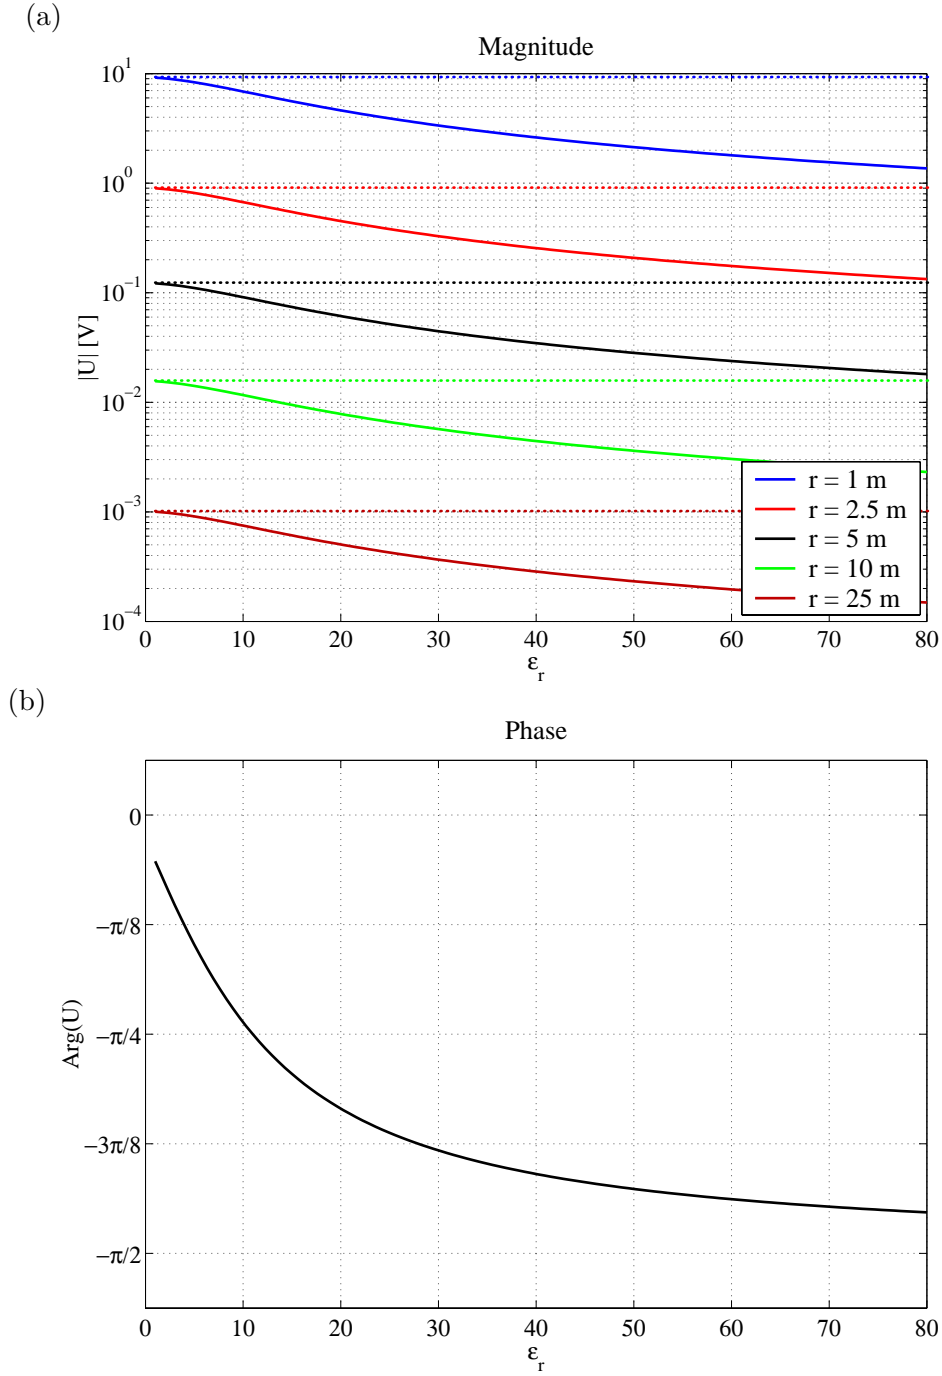 (a)
Magnitude
|U| [V]
10^1
10^0
10^−1
10^−2
10^−3
10^−4
r = 1 m
r = 2.5 m
r = 5 m
r = 10 m
r = 25 m
0 10 20 30 40 50 60 70 80
ε_r
(b)
Phase
Arg(U)
0
−π/8
−π/4
−3π/8
−π/2
0 10 20 30 40 50 60 70 80
ε_r